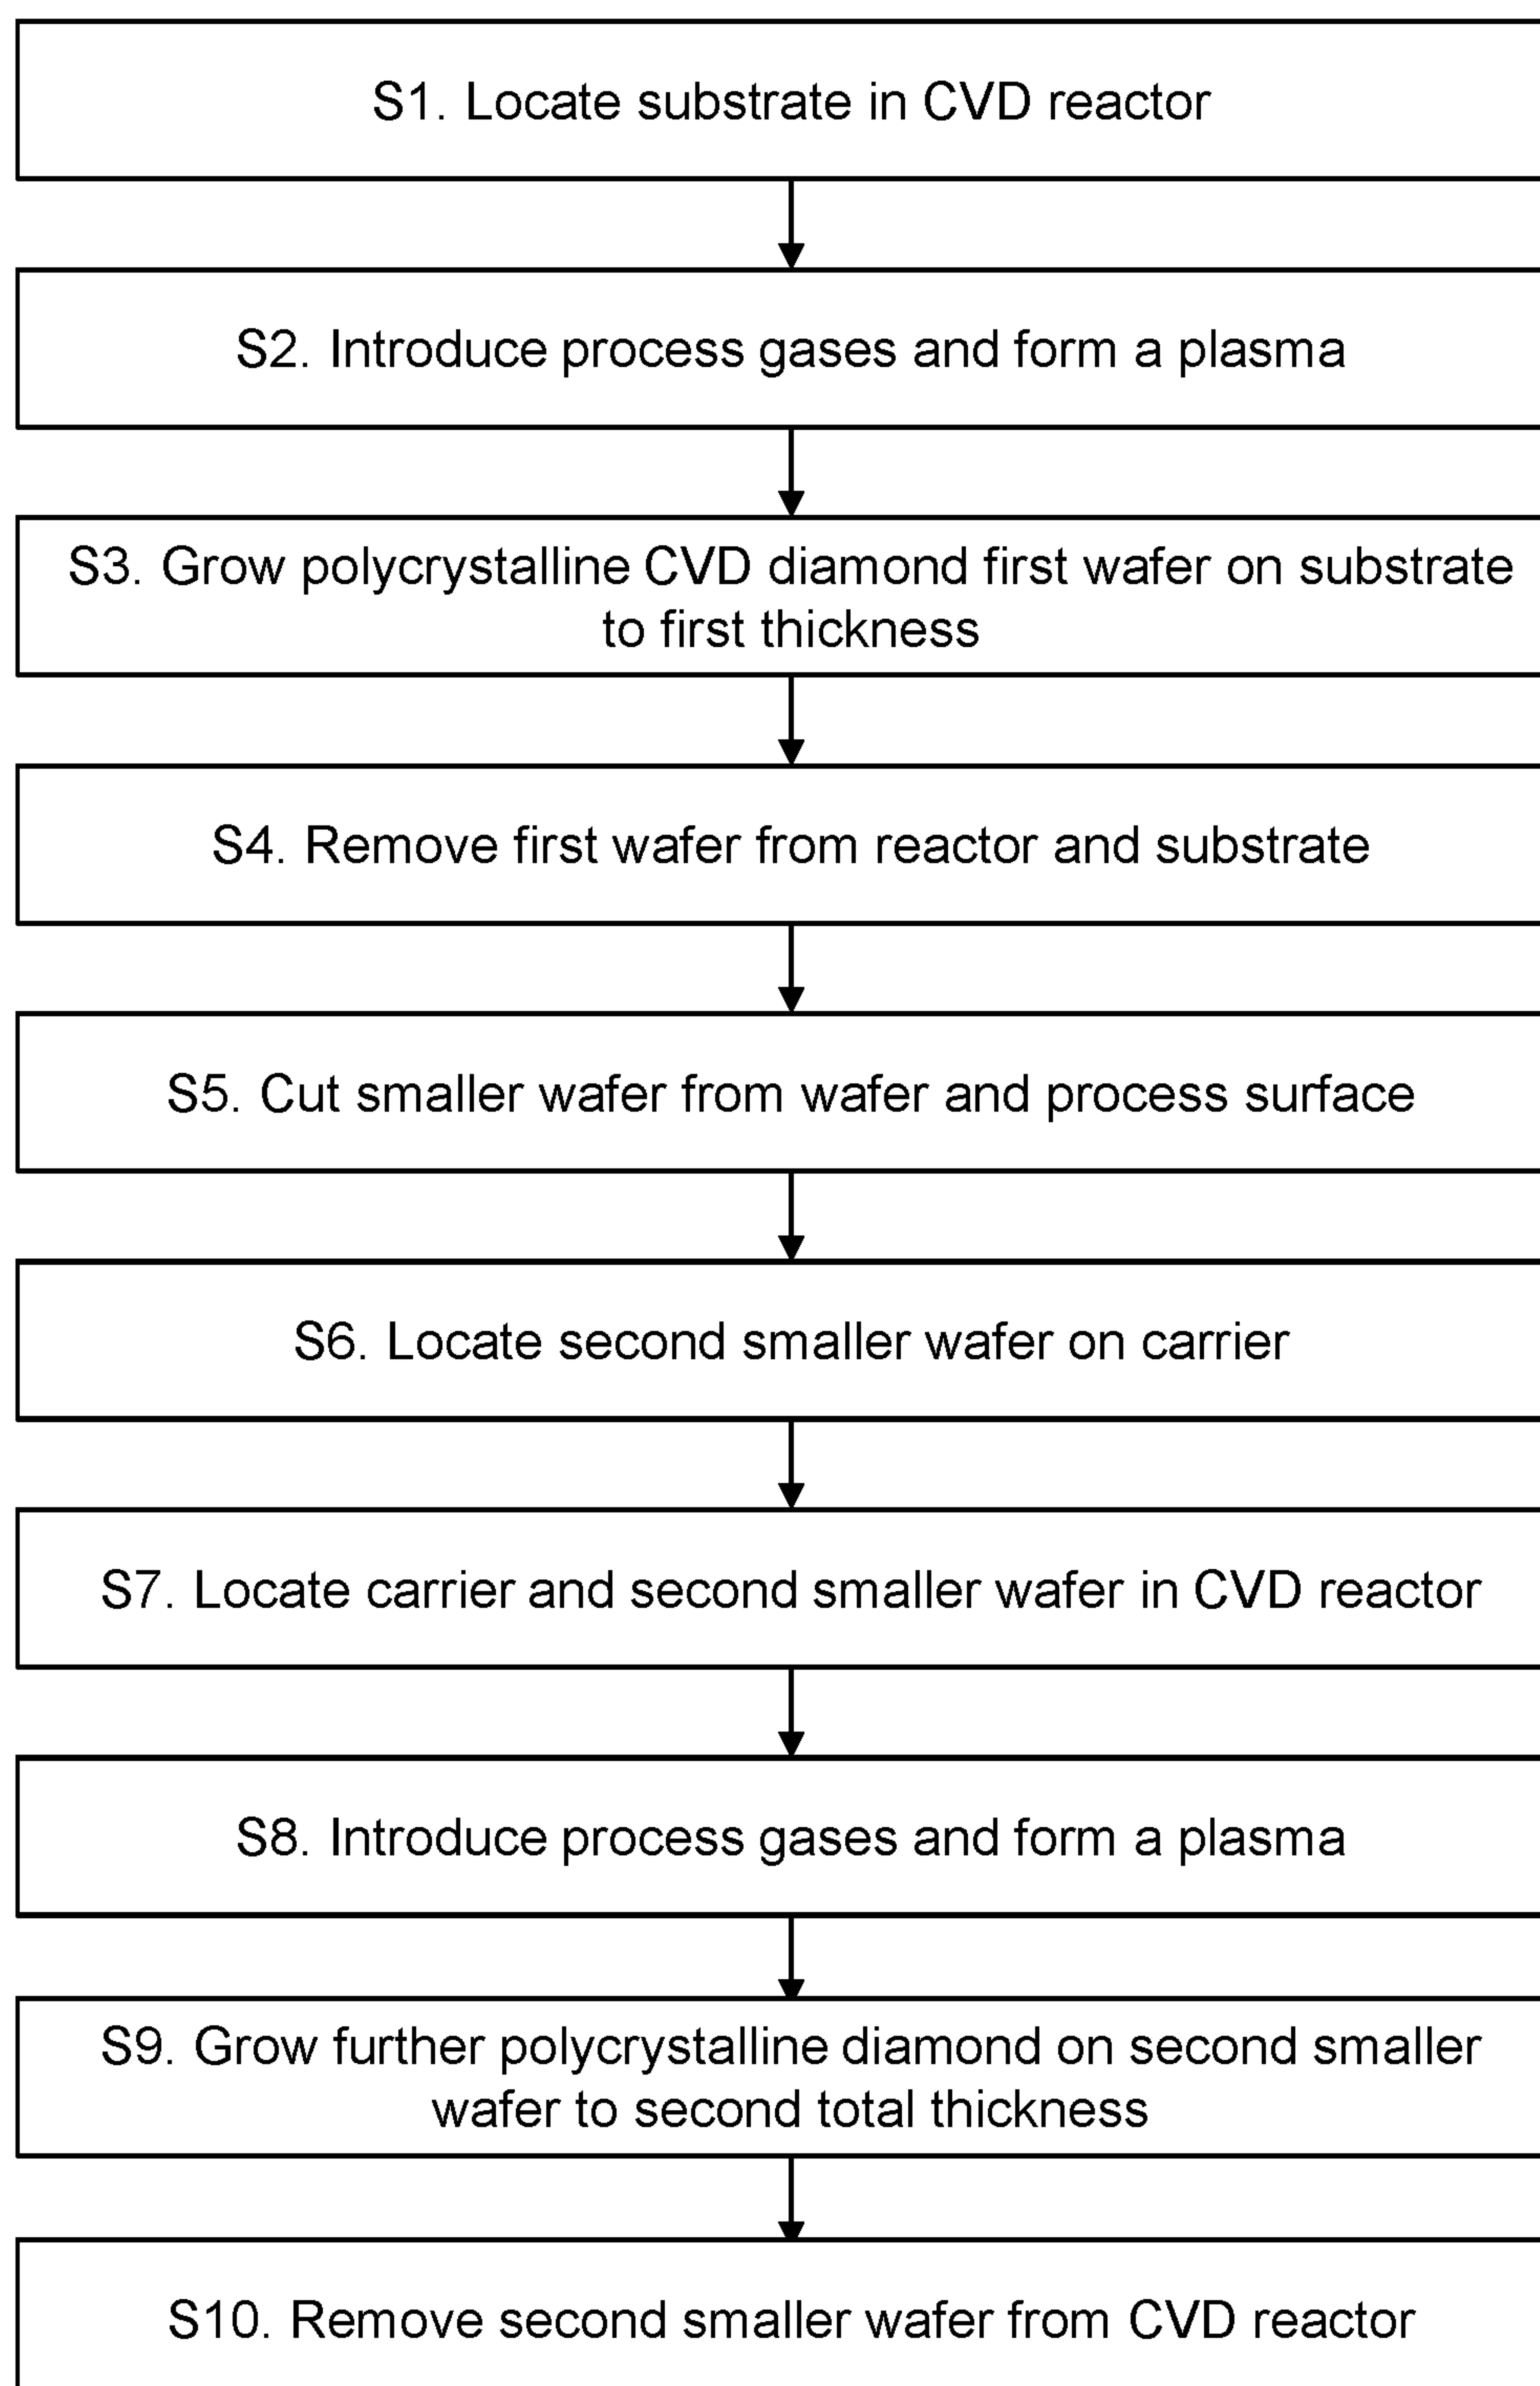 S1. Locate substrate in CVD reactor
S2. Introduce process gases and form a plasma
S3. Grow polycrystalline CVD diamond first wafer on substrate
to first thickness
S4. Remove first wafer from reactor and substrate
S5. Cut smaller wafer from wafer and process surface
S6. Locate second smaller wafer on carrier
S7. Locate carrier and second smaller wafer in CVD reactor
S8. Introduce process gases and form a plasma
S9. Grow further polycrystalline diamond on second smaller
wafer to second total thickness
S10. Remove second smaller wafer from CVD reactor